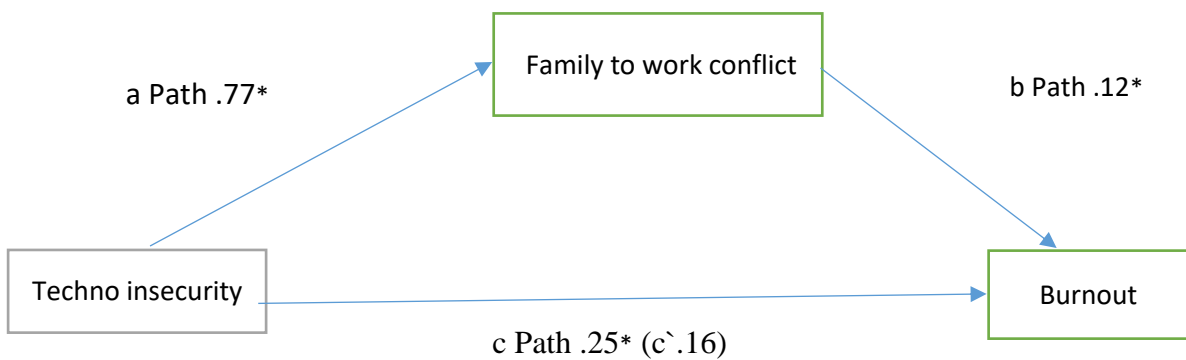 Family to work conflict
a Path .77*
b Path .12*
Techno insecurity
Burnout
c Path .25* (c`.16)